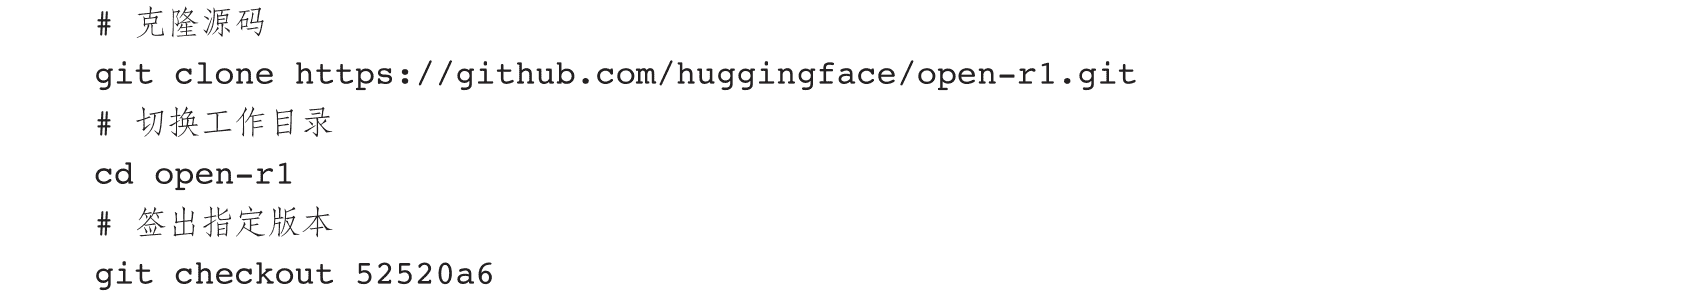 # 克隆源码
git clone https://github.com/huggingface/open-r1.git
# 切换工作目录
cd open-r1
# 签出指定版本
git checkout 52520a6